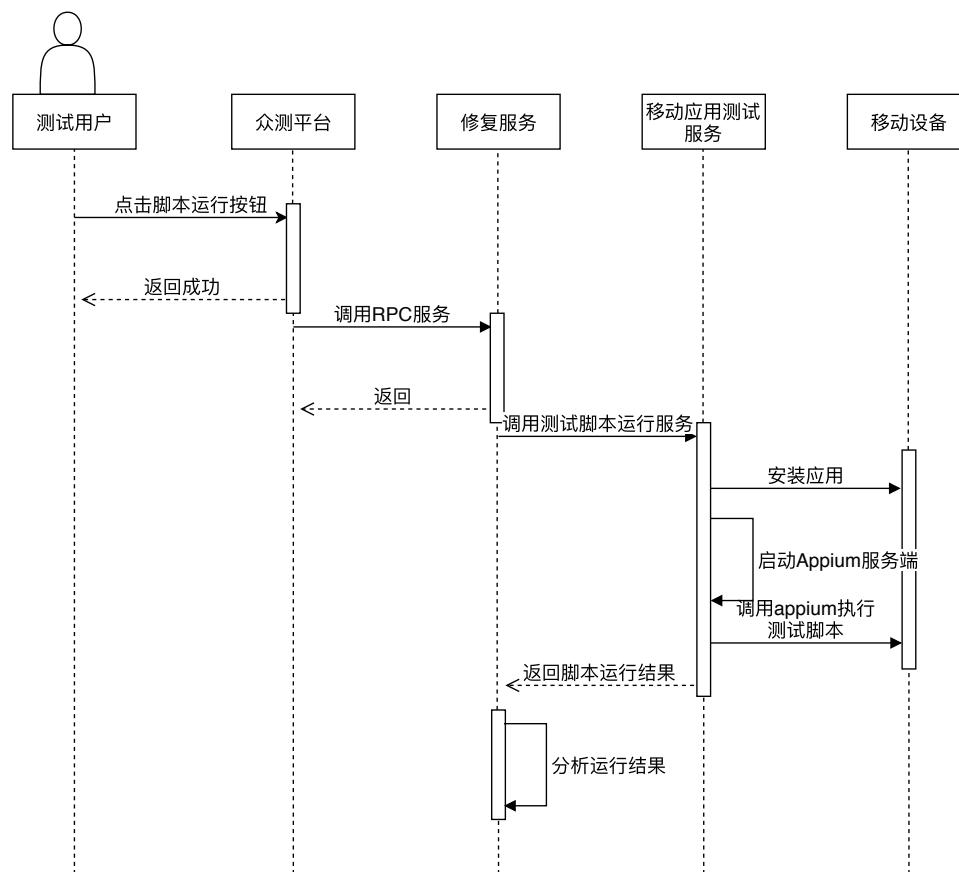 测试用户
众测平台
修复服务
移动应用测试
服务
移动设备
点击脚本运行按钮
返回成功
调用RPC服务
返回
调用测试脚本运行服务
安装应用
启动Appium服务端
调用appium执行
测试脚本
返回脚本运行结果
分析运行结果